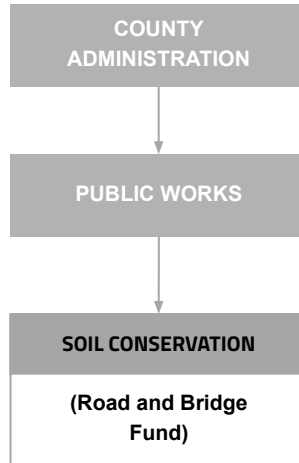 COUNTY
ADMINISTRATION
PUBLIC WORKS
SOIL CONSERVATION
(Road and Bridge
Fund)